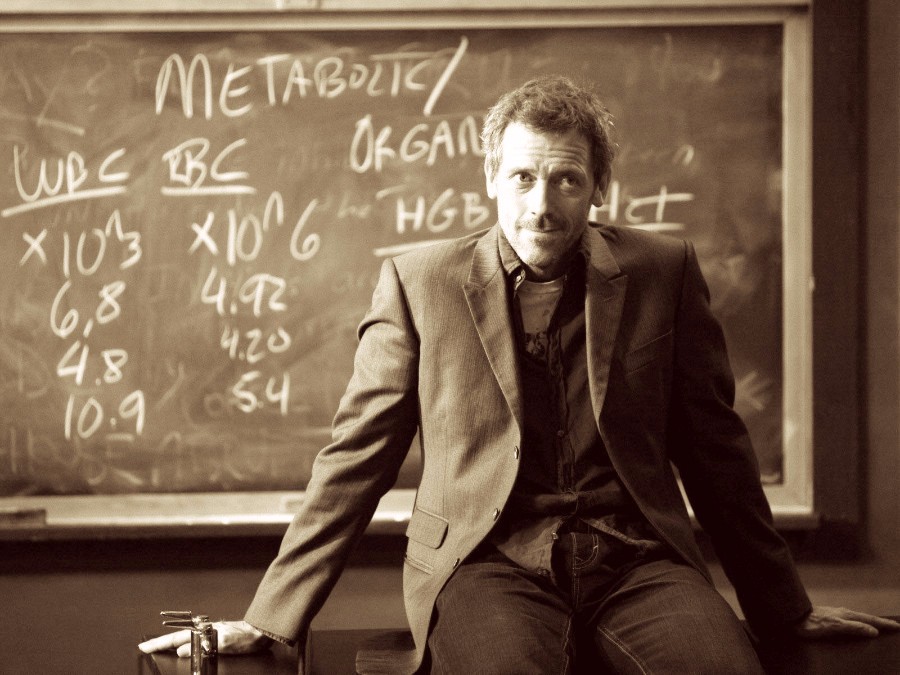 METABOLIC/
ORGAN
WBC RBC HGB HCT
x10^3 x10^6
6,8 4.92
4.8 4.20
10.9 5.4